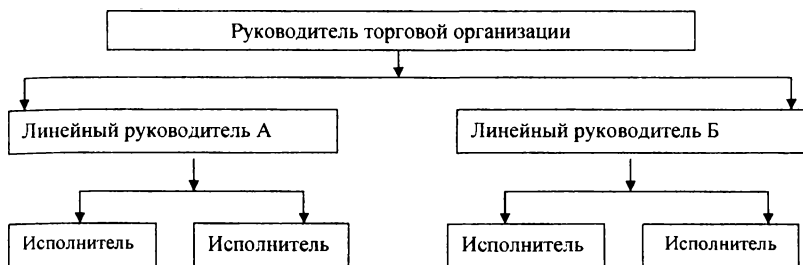 Руководитель торговой организации
Линейный руководитель А
Линейный руководитель Б
Исполнитель
Исполнитель
Исполнитель
Исполнитель